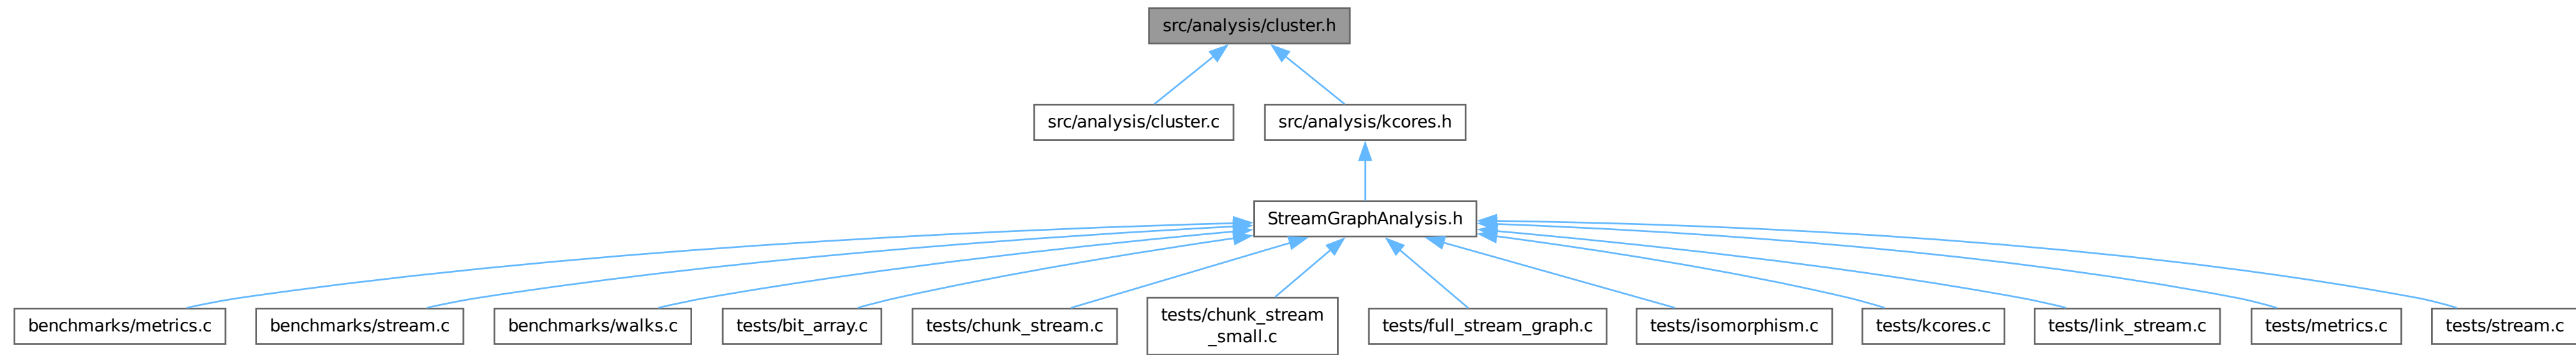 src/analysis/cluster.h
src/analysis/cluster.c
src/analysis/kcores.h
StreamGraphAnalysis.h
benchmarks/metrics.c
benchmarks/stream.c
benchmarks/walks.c
tests/bit_array.c
tests/chunk_stream.c
tests/chunk_stream
_small.c
tests/full_stream_graph.c
tests/isomorphism.c
tests/kcores.c
tests/link_stream.c
tests/metrics.c
tests/stream.c